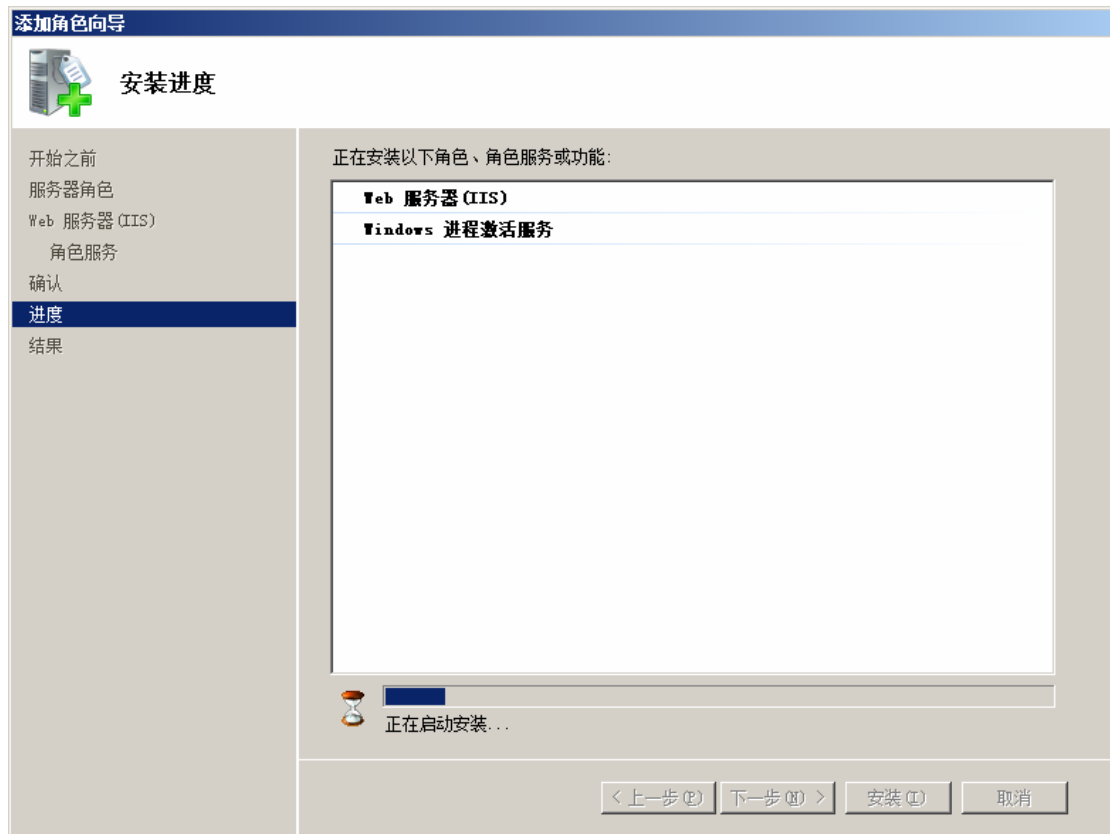 添加角色向导
安装进度
开始之前
服务器角色
Web 服务器(IIS)
角色服务
确认
进度
结果
正在安装以下角色、角色服务或功能:
Web 服务器(IIS)
Windows 进程激活服务
正在启动安装...
< 上一步(P) 下一步(N) > 安装(I) 取消